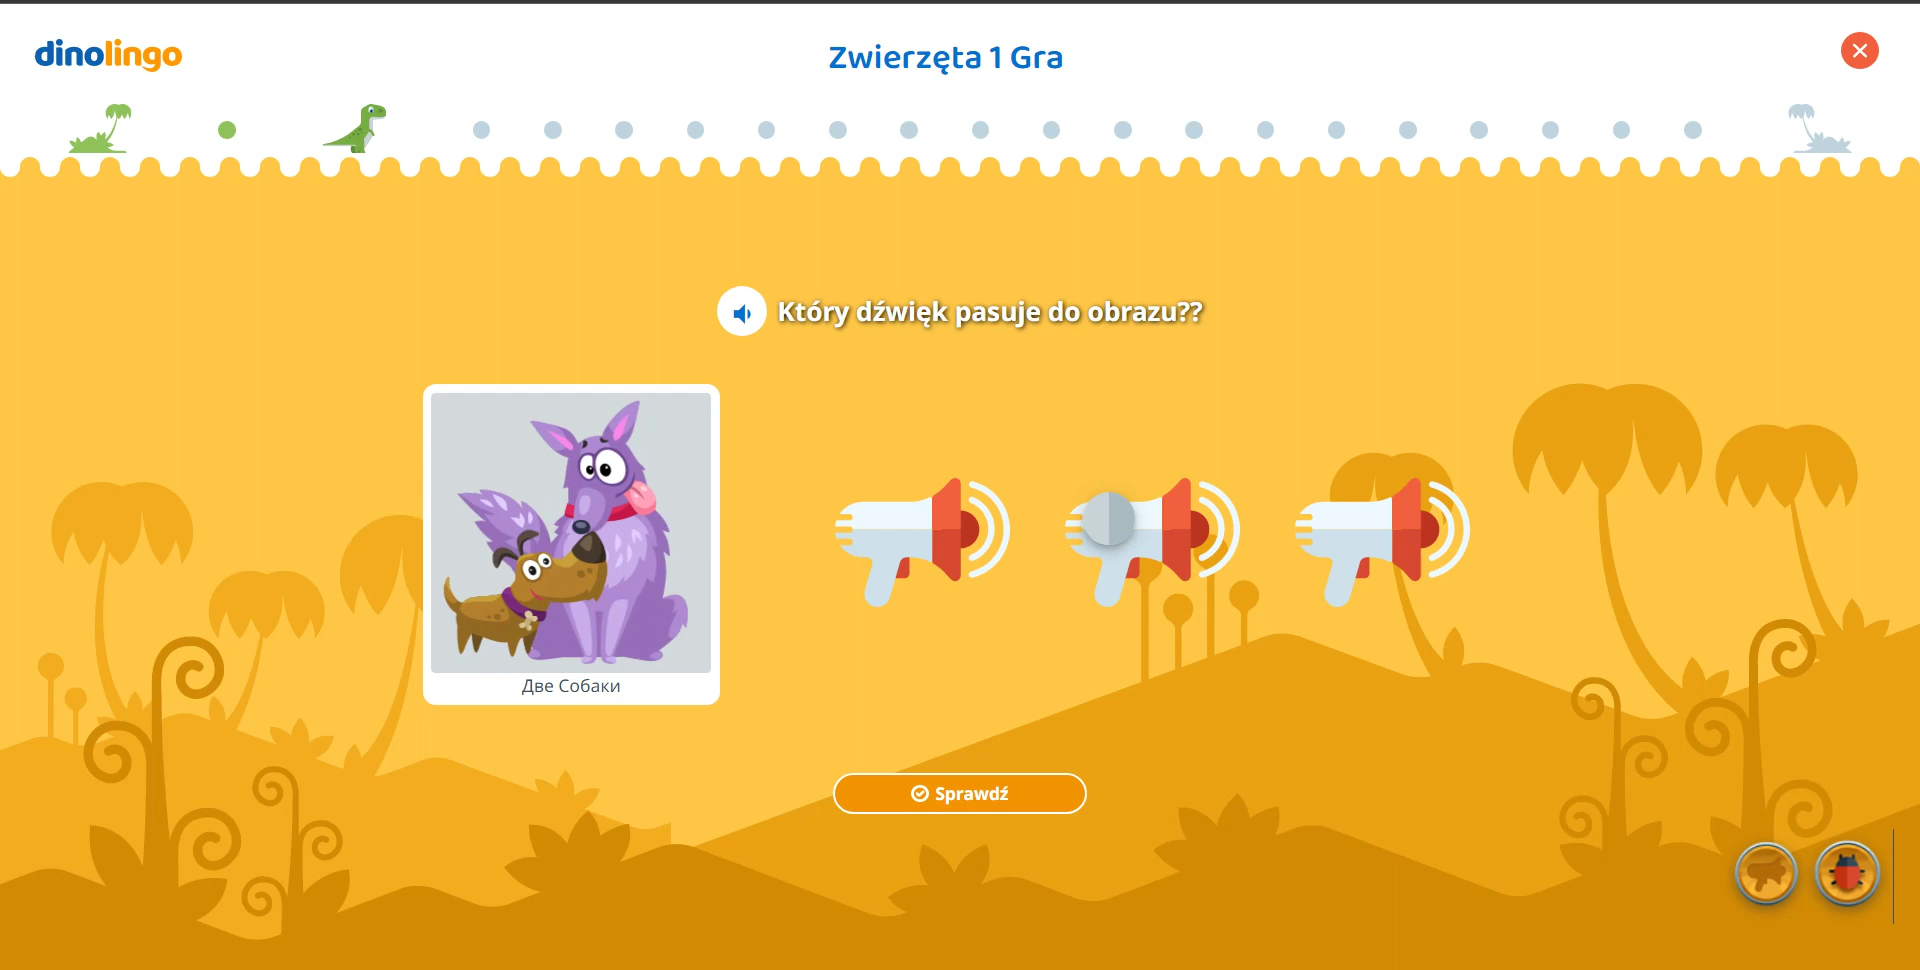 dinolingo
Zwierzęta 1 Gra
Który dźwięk pasuje do obrazu??
Две Собаки
Sprawdź